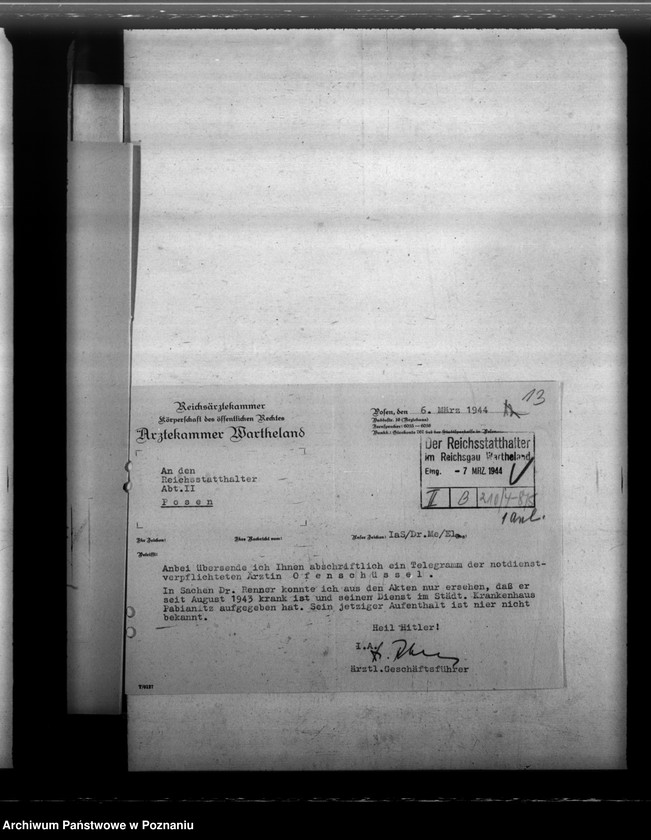 13
Reichsärztekammer
Körperschaft des öffentlichen Rechtes
Ärztekammer Wartheland
Posen, den 6. März 1944
Der Reichsstatthalter
im Reichsgau Wartheland
Eing. - 7 MRZ. 1944
II B 210/4-8
1 Anl.
An den
Reichsstatthalter
Abt.II
Posen
Ihr Zeichen: Ihre Nachricht vom: Unser Zeichen: IaS/Dr.Me/El.
Betrifft:
Anbei übersende ich Ihnen abschriftlich ein Telegramm der notdienst-
verpflichteten Ärztin Ofenschüssel.
In Sachen Dr. Renner konnte ich aus den Akten nur ersehen, daß er
seit August 1943 krank ist und seinen Dienst im Städt. Krankenhaus
Pabianitz aufgegeben hat. Sein jetziger Aufenthalt ist hier nicht
bekannt.
Heil Hitler!
I.A.
Ärztl.Geschäftsführer
Archiwum Państwowe w Poznaniu